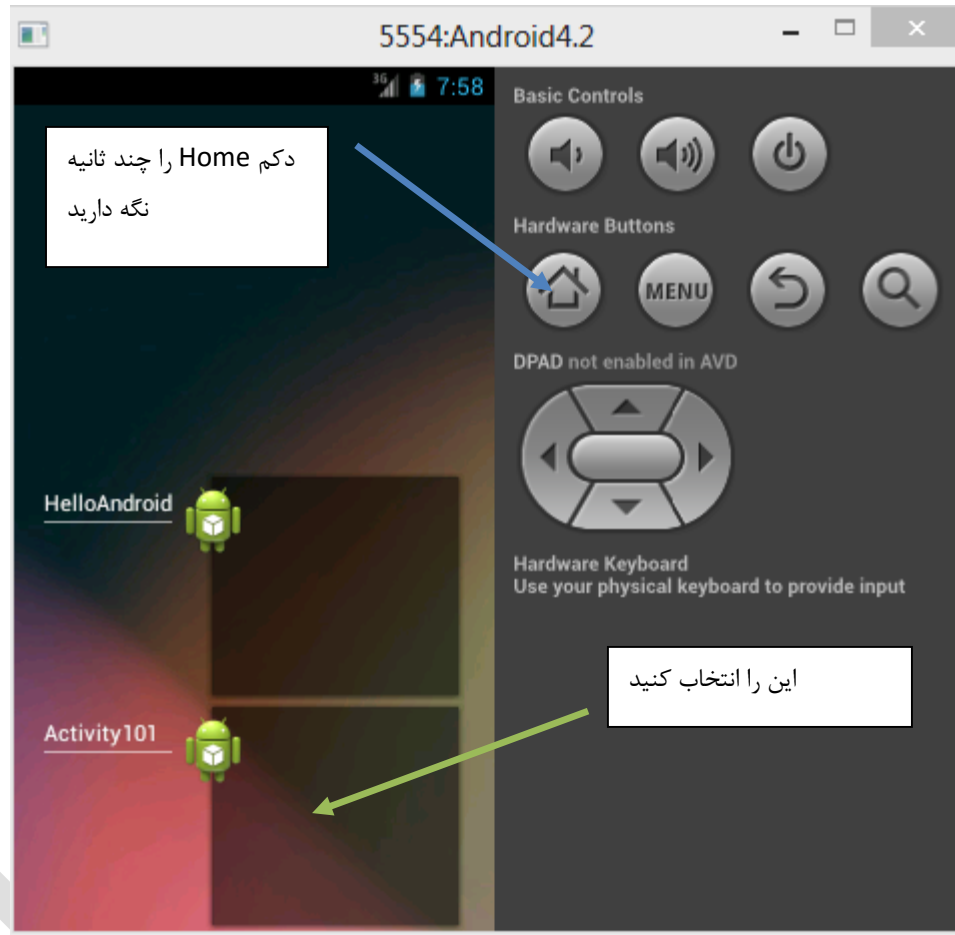 5554:Android4.2
3G 7:58
دکم Home را چند ثانیه
نگه دارید
HelloAndroid
Activity101
Basic Controls
Hardware Buttons
MENU
DPAD not enabled in AVD
Hardware Keyboard
Use your physical keyboard to provide input
این را انتخاب کنید